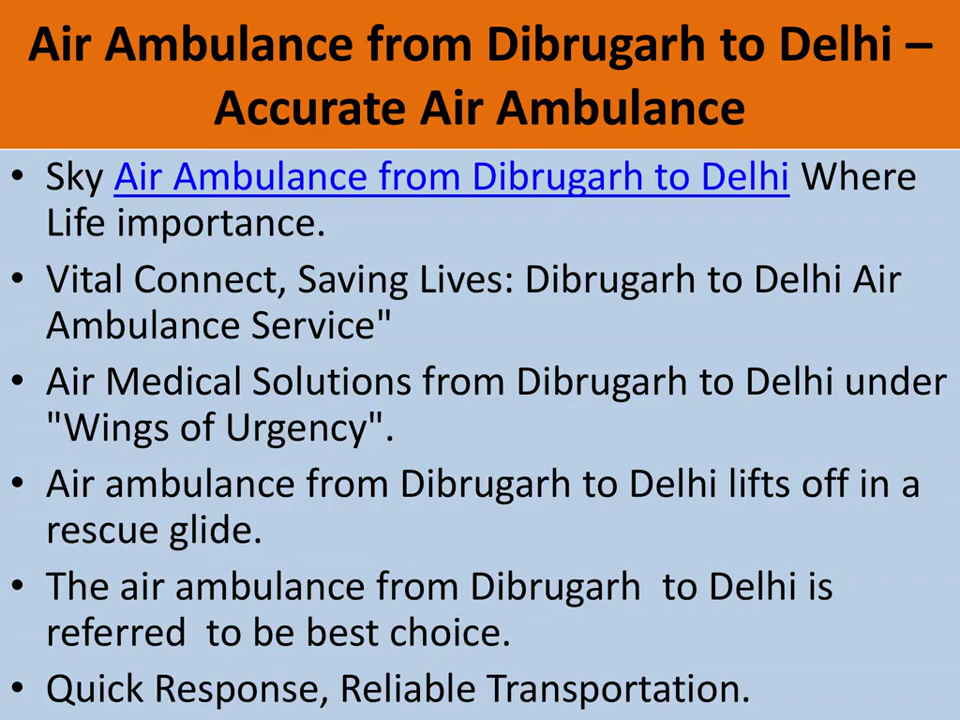 Air Ambulance from Dibrugarh to Delhi –
Accurate Air Ambulance
• Sky Air Ambulance from Dibrugarh to Delhi Where
Life importance.
• Vital Connect, Saving Lives: Dibrugarh to Delhi Air
Ambulance Service"
• Air Medical Solutions from Dibrugarh to Delhi under
"Wings of Urgency".
• Air ambulance from Dibrugarh to Delhi lifts off in a
rescue glide.
• The air ambulance from Dibrugarh  to Delhi is
referred  to be best choice.
• Quick Response, Reliable Transportation.